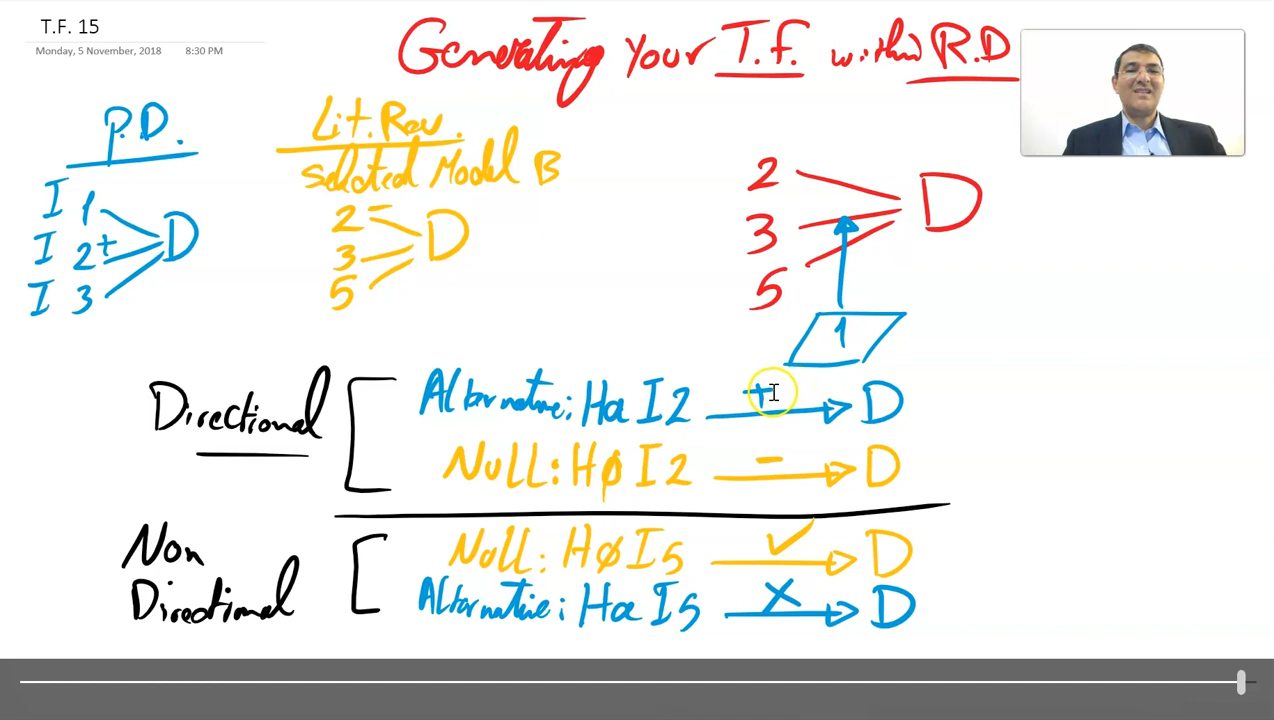 T.F. 15
Monday, 5 November, 2018 8:30 PM
Generating your T.F. within R.D
P.D.
I 1
I 2 +
I 3
D
Lit. Rev.
selected Model B
2 -
3
5
D
2
3
5
D
1
Directional
Alternative: Ha I2 + D
Null: HØ I2 - D
Non
Directional
Null: HØ I5 ✓ D
Alternative: Ha I5 X D